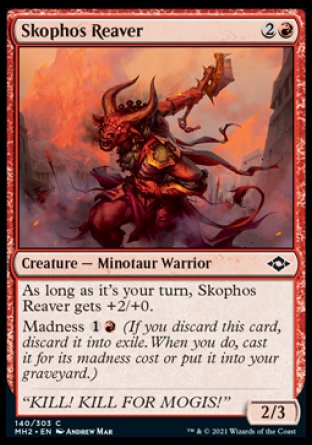 Skophos Reaver 2
Creature — Minotaur Warrior
As long as it's your turn, Skophos
Reaver gets +2/+0.
Madness 1 (If you discard this card,
discard it into exile. When you do, cast
it for its madness cost or put it into your
graveyard.)
"KILL! KILL FOR MOGIS!"
2/3
140/303 C
MH2 • EN Andrew Mar
™ & © 2021 Wizards of the Coast